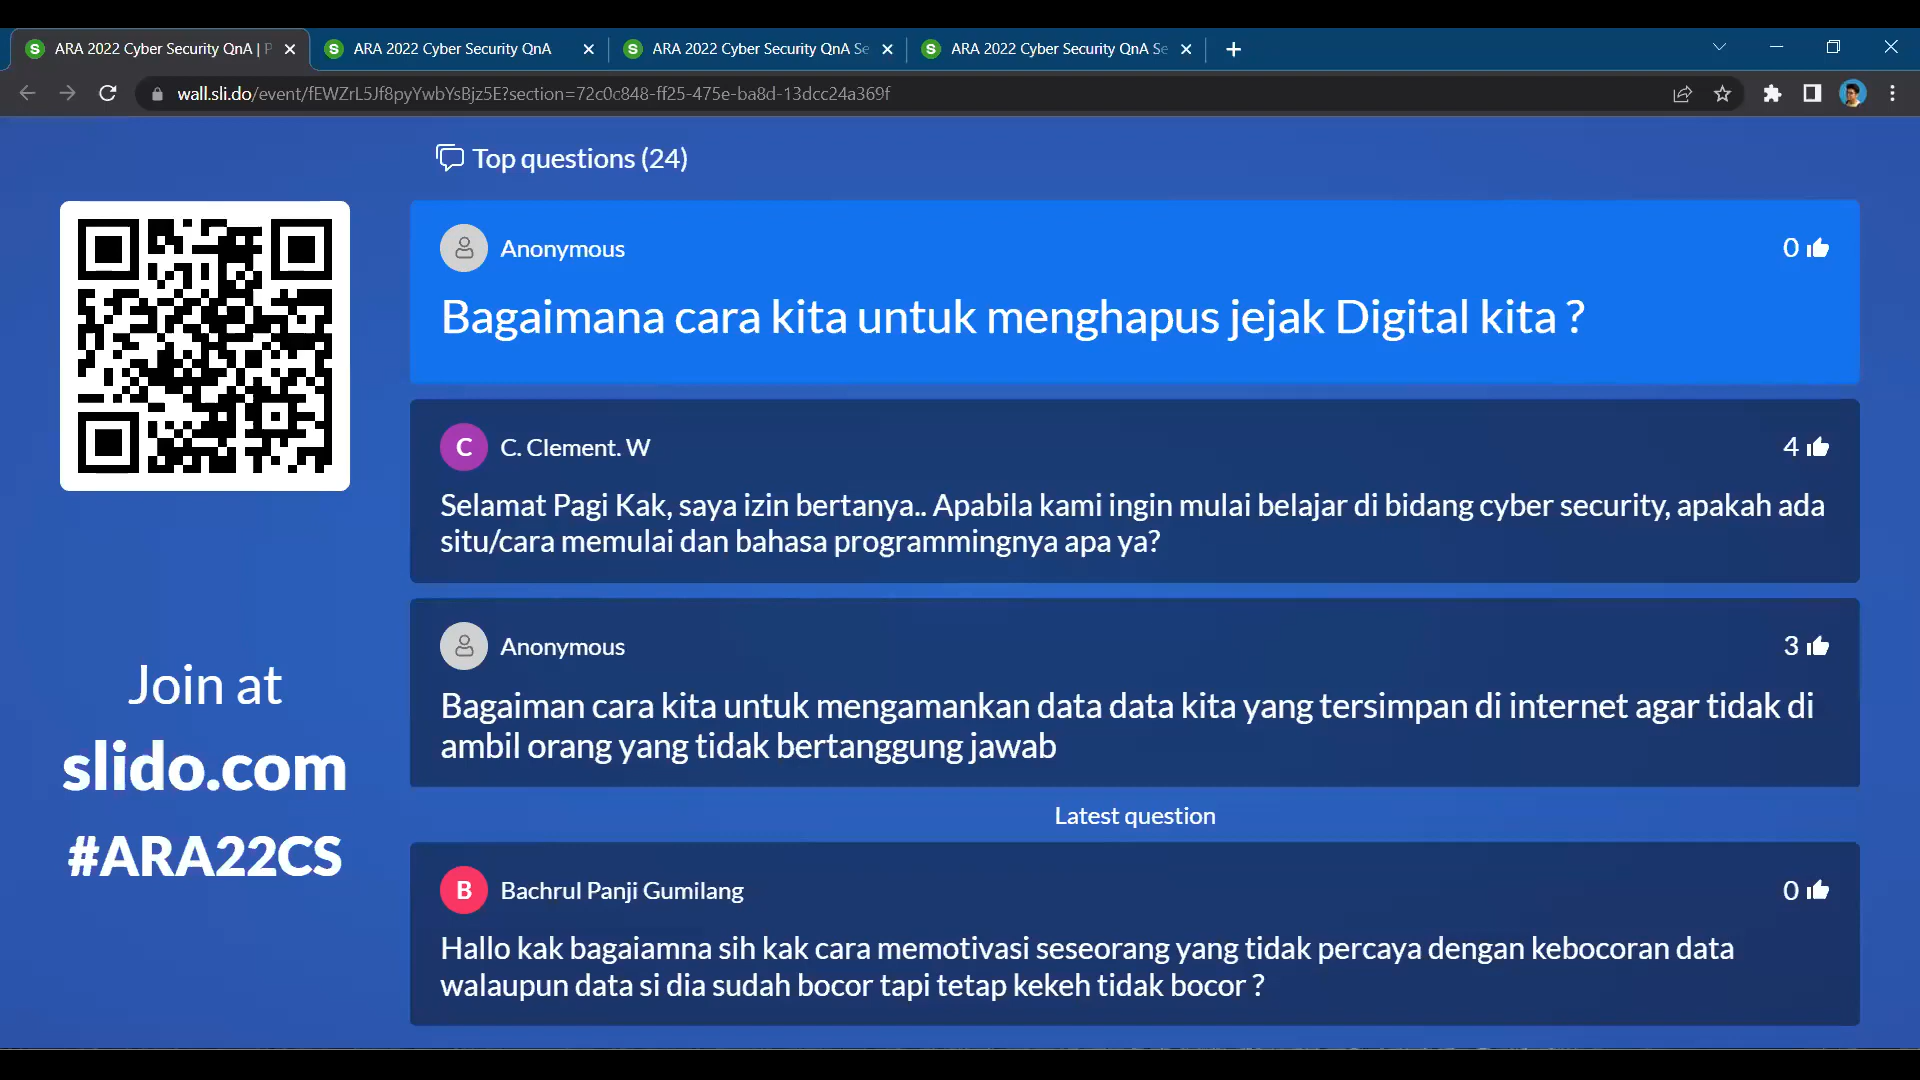 ARA 2022 Cyber Security QnA | P
ARA 2022 Cyber Security QnA
ARA 2022 Cyber Security QnA Se
ARA 2022 Cyber Security QnA Se
wall.sli.do/event/fEWZrL5Jf8pyYwbYsBjz5E?section=72c0c848-ff25-475e-ba8d-13dcc24a369f
Top questions (24)
Anonymous
0
Bagaimana cara kita untuk menghapus jejak Digital kita ?
C
C. Clement. W
4
Selamat Pagi Kak, saya izin bertanya.. Apabila kami ingin mulai belajar di bidang cyber security, apakah ada
situ/cara memulai dan bahasa programmingnya apa ya?
Anonymous
3
Bagaiman cara kita untuk mengamankan data data kita yang tersimpan di internet agar tidak di
ambil orang yang tidak bertanggung jawab
Latest question
B
Bachrul Panji Gumilang
0
Hallo kak bagaiamna sih kak cara memotivasi seseorang yang tidak percaya dengan kebocoran data
walaupun data si dia sudah bocor tapi tetap kekeh tidak bocor ?
Join at
slido.com
#ARA22CS